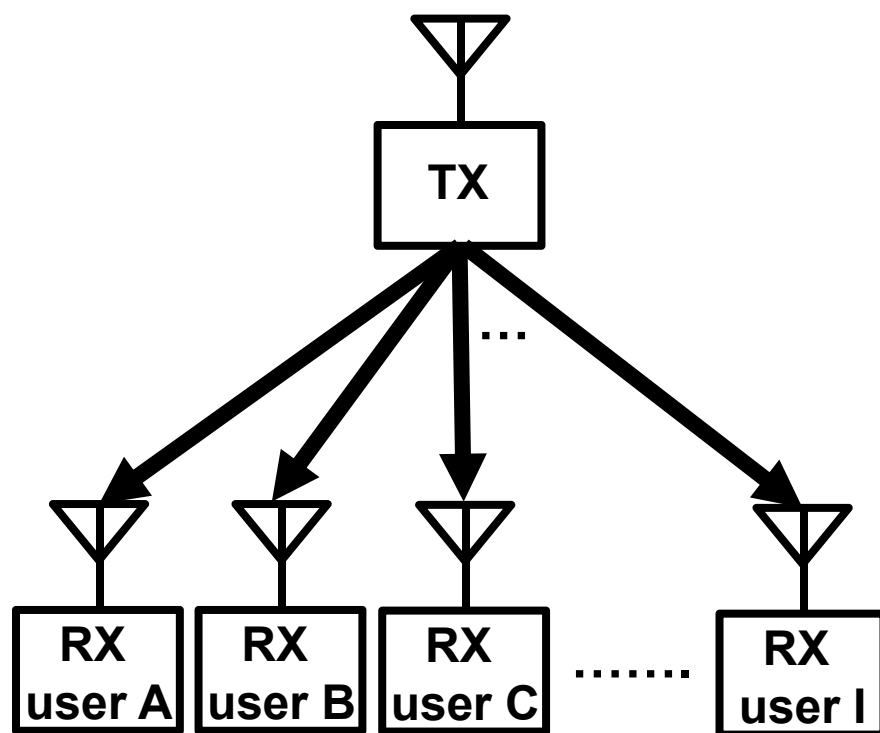 TX
...
RX
user A
RX
user B
RX
user C
........
RX
user I